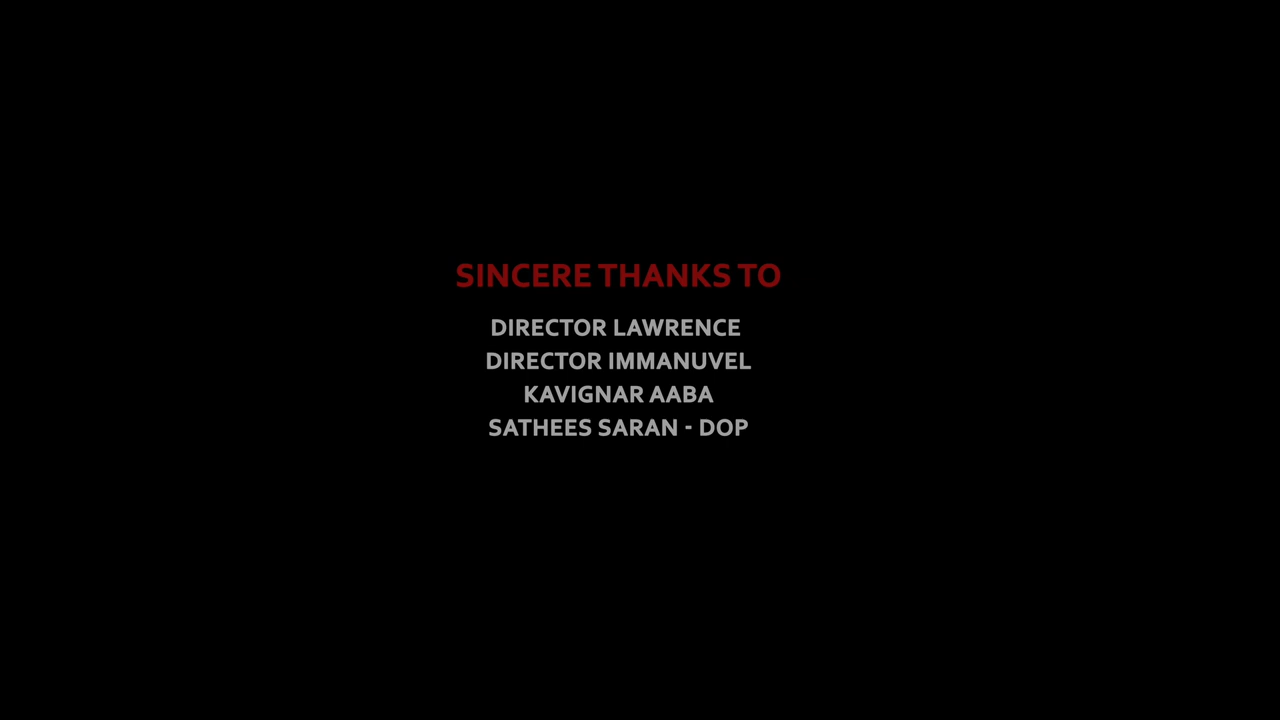 SINCERE THANKS TO
DIRECTOR LAWRENCE
DIRECTOR IMMANUVEL
KAVIGNAR AABA
SATHEES SARAN - DOP